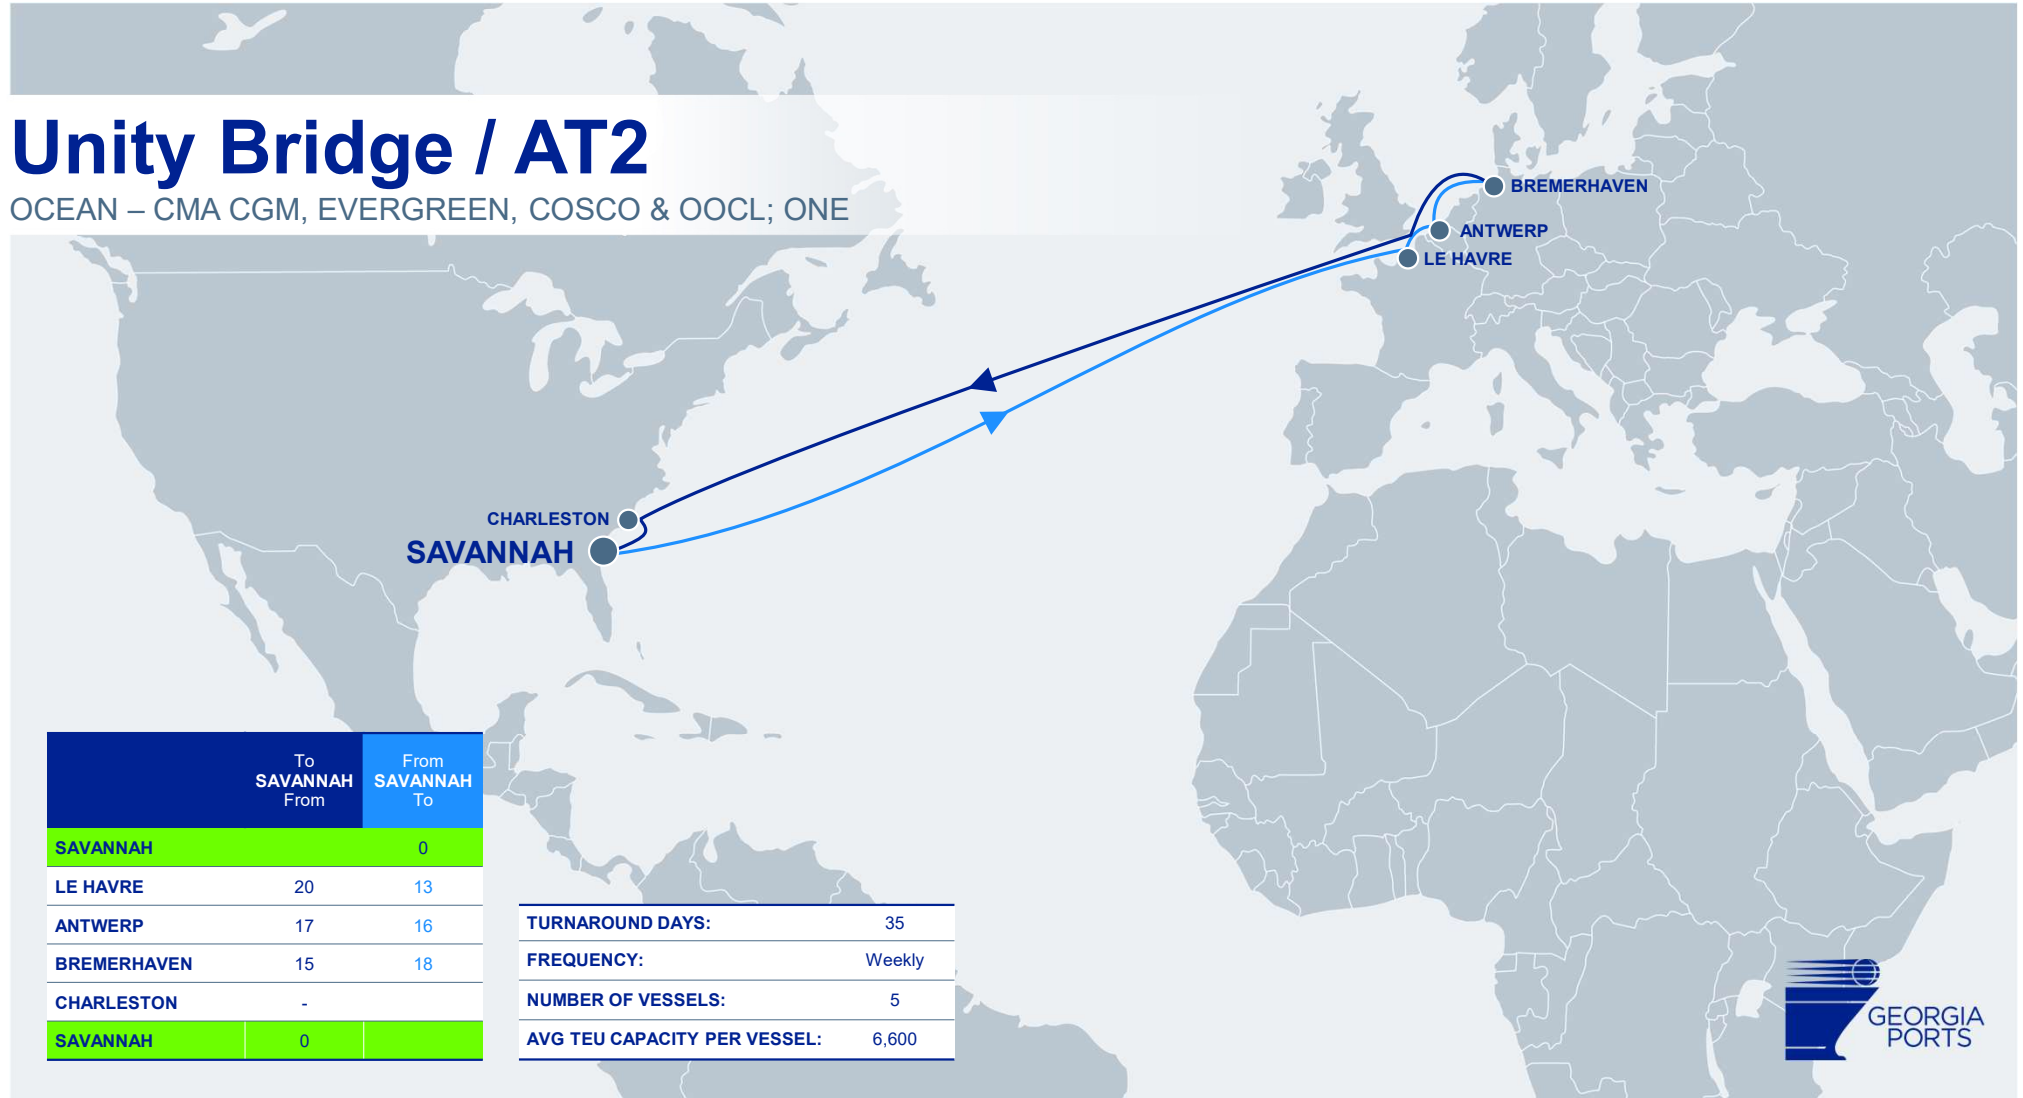 Unity Bridge / AT2
OCEAN – CMA CGM, EVERGREEN, COSCO & OOCL; ONE
BREMERHAVEN
ANTWERP
LE HAVRE
CHARLESTON
SAVANNAH
To SAVANNAH From
From SAVANNAH To
SAVANNAH 0
LE HAVRE 20 13
ANTWERP 17 16
BREMERHAVEN 15 18
CHARLESTON -
SAVANNAH 0
TURNAROUND DAYS: 35
FREQUENCY: Weekly
NUMBER OF VESSELS: 5
AVG TEU CAPACITY PER VESSEL: 6,600
GEORGIA
PORTS